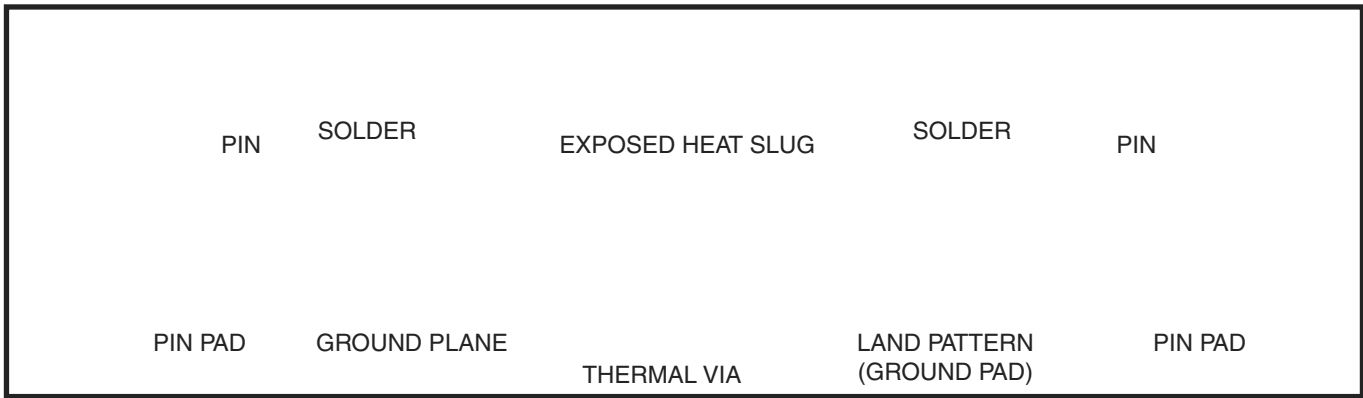 PIN
SOLDER
EXPOSED HEAT SLUG
SOLDER
PIN
PIN PAD
GROUND PLANE
THERMAL VIA
LAND PATTERN
(GROUND PAD)
PIN PAD